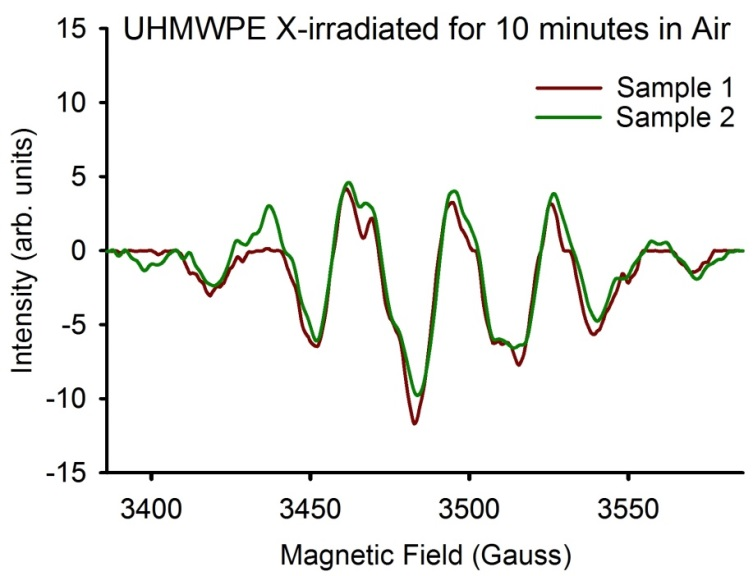 UHMWPE X-irradiated for 10 minutes in Air
Sample 1
Sample 2
15
10
5
0
-5
-10
-15
Intensity (arb. units)
3400
3450
3500
3550
Magnetic Field (Gauss)